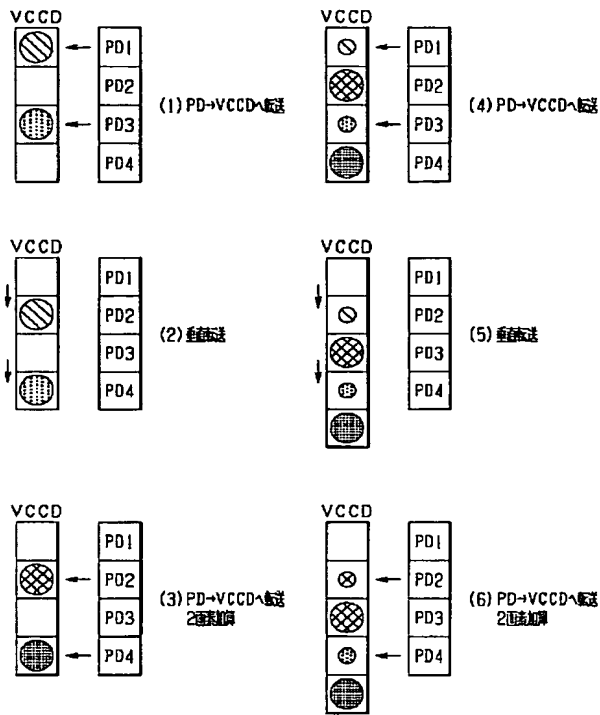 VCCD
PD1
PD2
PD3
PD4
(1) PD→VCCDへ転送
VCCD
PD1
PD2
PD3
PD4
(2) 垂直転送
VCCD
PD1
PD2
PD3
PD4
(3) PD→VCCDへ転送
2画素加算
VCCD
PD1
PD2
PD3
PD4
(4) PD→VCCDへ転送
VCCD
PD1
PD2
PD3
PD4
(5) 垂直転送
VCCD
PD1
PD2
PD3
PD4
(6) PD→VCCDへ転送
2画素加算